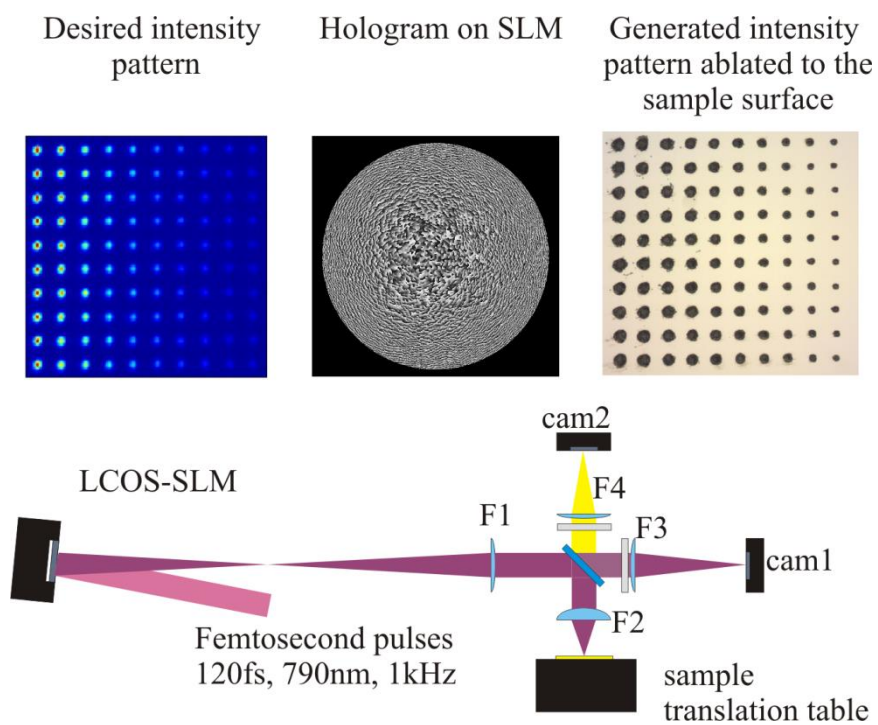 Desired intensity
pattern
Hologram on SLM
Generated intensity
pattern ablated to the
sample surface
cam2
LCOS-SLM
F4
F1
F3
cam1
F2
Femtosecond pulses
120fs, 790nm, 1kHz
sample
translation table